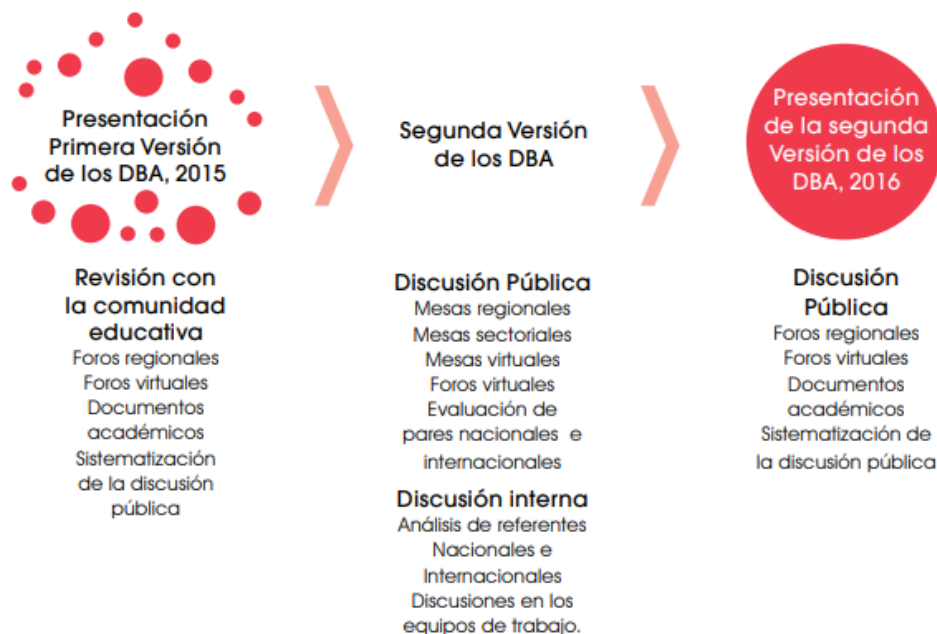 Presentación
Primera Versión
de los DBA, 2015
Revisión con
la comunidad
educativa
Foros regionales
Foros virtuales
Documentos
académicos
Sistematización
de la discusión
pública
Segunda Versión
de los DBA
Discusión Pública
Mesas regionales
Mesas sectoriales
Mesas virtuales
Foros virtuales
Evaluación de
pares nacionales e
internacionales
Discusión interna
Análisis de referentes
Nacionales e
Internacionales
Discusiones en los
equipos de trabajo.
Presentación
de la segunda
Versión de los
DBA, 2016
Discusión
Pública
Foros regionales
Foros virtuales
Documentos
académicos
Sistematización de
la discusión pública